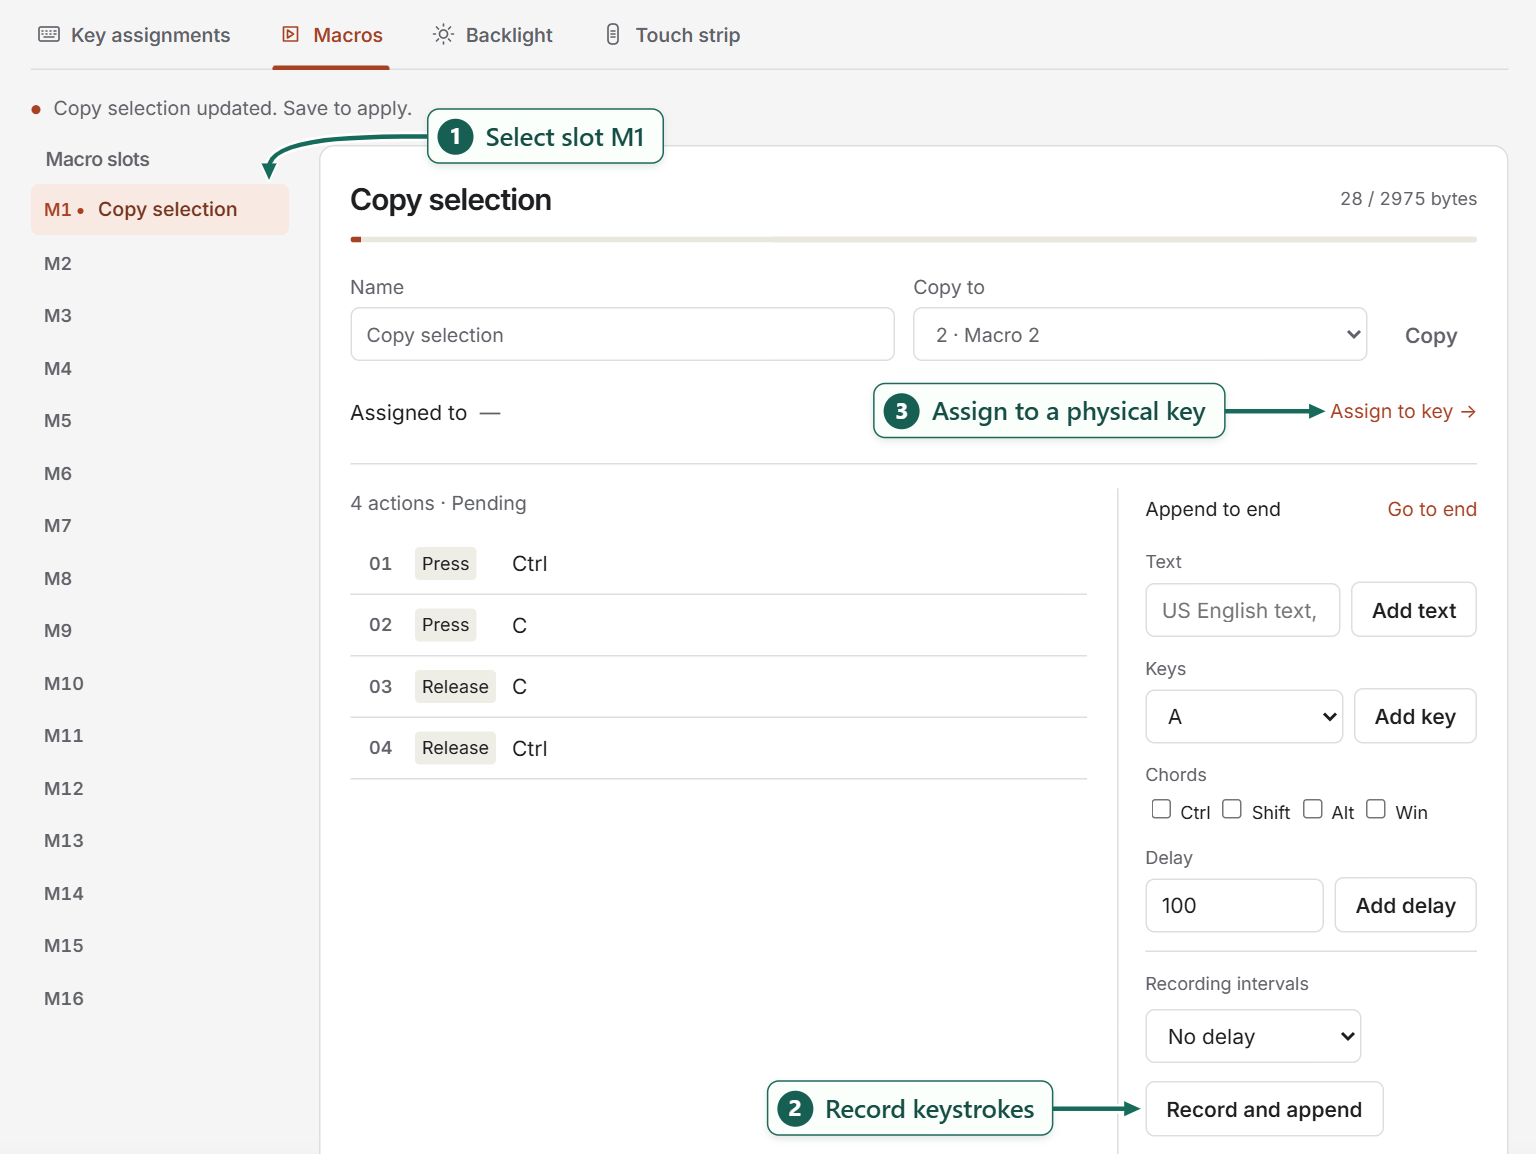 Key assignments
Macros
Backlight
Touch strip
Copy selection updated. Save to apply.
1 Select slot M1
Macro slots
M1 • Copy selection
M2
M3
M4
M5
M6
M7
M8
M9
M10
M11
M12
M13
M14
M15
M16
Copy selection
28 / 2975 bytes
Name
Copy to
Copy selection
2 · Macro 2
Copy
Assigned to —
3 Assign to a physical key
Assign to key →
4 actions · Pending
01 Press Ctrl
02 Press C
03 Release C
04 Release Ctrl
Append to end
Go to end
Text
US English text,
Add text
Keys
A
Add key
Chords
Ctrl Shift Alt Win
Delay
100
Add delay
Recording intervals
No delay
2 Record keystrokes
Record and append